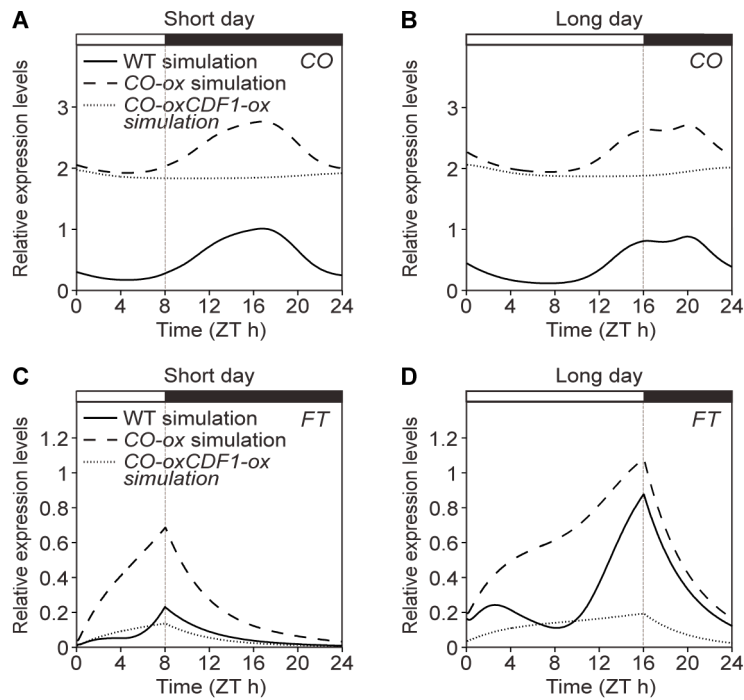 A
Short day
CO
WT simulation
CO-ox simulation
CO-oxCDF1-ox
simulation
Relative expression levels
3
2
1
0
0 4 8 12 16 20 24
Time (ZT h)
B
Long day
CO
Relative expression levels
3
2
1
0
0 4 8 12 16 20 24
Time (ZT h)
C
Short day
FT
WT simulation
CO-ox simulation
CO-oxCDF1-ox
simulation
Relative expression levels
1.2
1
0.8
0.6
0.4
0.2
0
0 4 8 12 16 20 24
Time (ZT h)
D
Long day
FT
Relative expression levels
1.2
1
0.8
0.6
0.4
0.2
0
0 4 8 12 16 20 24
Time (ZT h)